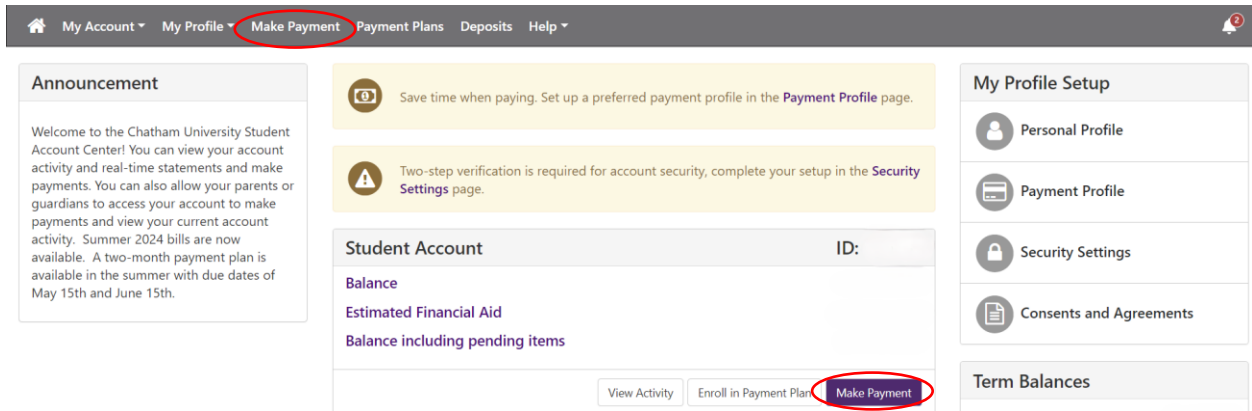 My Account My Profile Make Payment Payment Plans Deposits Help
2
Announcement
Welcome to the Chatham University Student
Account Center! You can view your account
activity and real-time statements and make
payments. You can also allow your parents or
guardians to access your account to make
payments and view your current account
activity. Summer 2024 bills are now
available. A two-month payment plan is
available in the summer with due dates of
May 15th and June 15th.
Save time when paying. Set up a preferred payment profile in the Payment Profile page.
Two-step verification is required for account security, complete your setup in the Security
Settings page.
Student Account ID:
Balance
Estimated Financial Aid
Balance including pending items
View Activity Enroll in Payment Plan Make Payment
My Profile Setup
Personal Profile
Payment Profile
Security Settings
Consents and Agreements
Term Balances